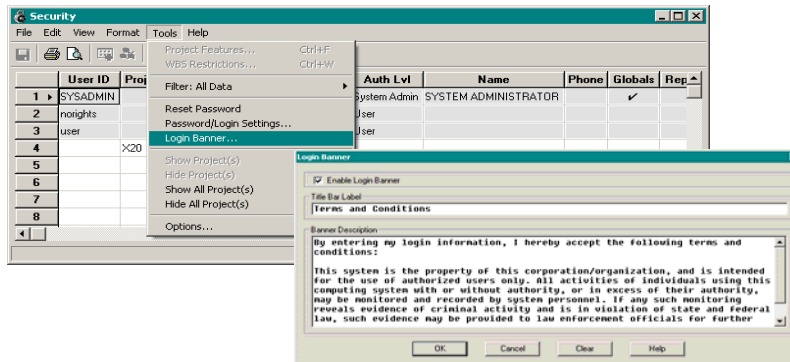 Security
File Edit View Format Tools Help
Project Features... Ctrl+F
WBS Restrictions... Ctrl+W
Filter: All Data
Reset Password
Password/Login Settings...
Login Banner...
Show Project(s)
Hide Project(s)
Show All Project(s)
Hide All Project(s)
Options...
User ID Proj Auth Lvl Name Phone Globals Rep
1 SYSADMIN System Admin SYSTEM ADMINISTRATOR ✔
2 norights User
3 user User
4 X20
5
6
7
8
Login Banner
Enable Login Banner
Title Bar Label
Terms and Conditions
Banner Description
By entering my login information, I hereby accept the following terms and
conditions:
This system is the property of this corporation/organization, and is intended
for the use of authorized users only. All activities of individuals using this
computing system with or without authority, or in excess of their authority,
may be monitored and recorded by system personnel. If any such monitoring
reveals evidence of criminal activity and is in violation of state and federal
law, such evidence may be provided to law enforcement officials for further
OK Cancel Clear Help